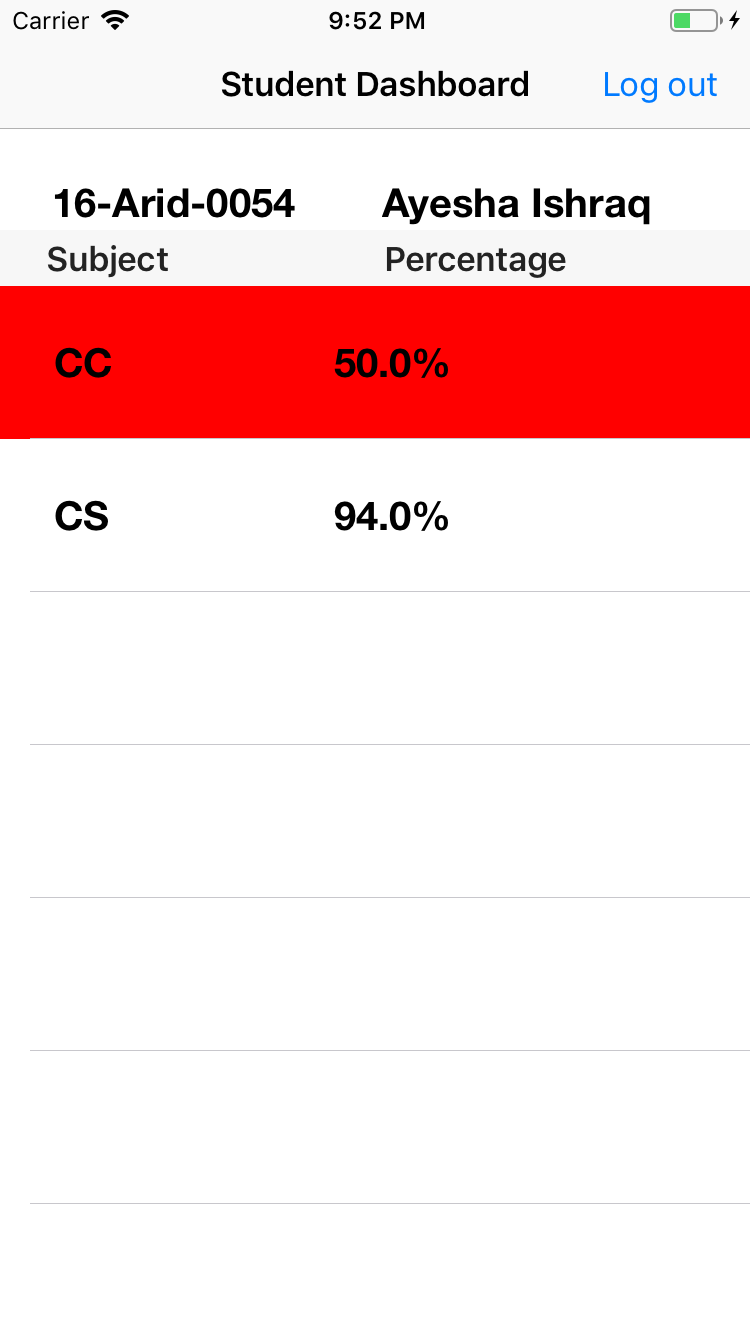 Carrier 9:52 PM
Student Dashboard Log out
16-Arid-0054 Ayesha Ishraq
Subject Percentage
CC 50.0%
CS 94.0%